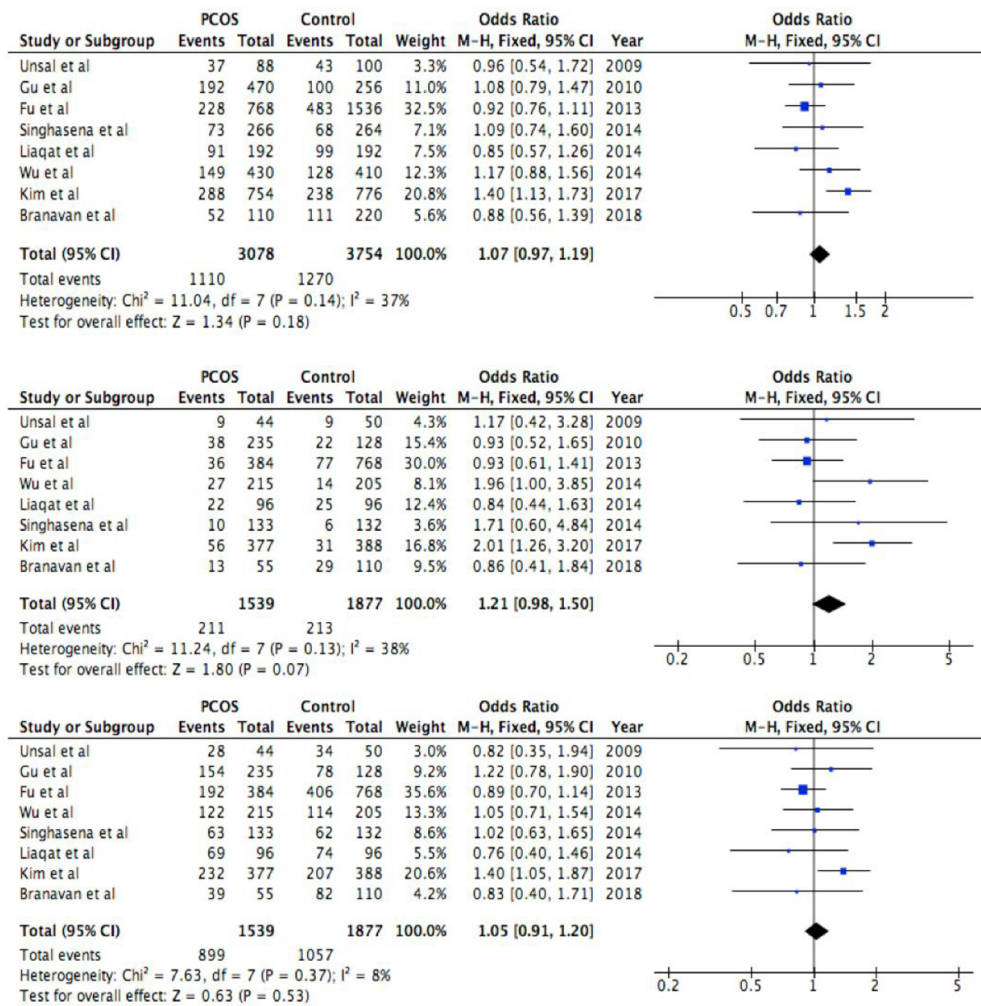 PCOS Control Odds Ratio Odds Ratio
Study or Subgroup Events Total Events Total Weight M-H, Fixed, 95% CI Year M-H, Fixed, 95% CI
Unsal et al 37 88 43 100 3.3% 0.96 [0.54, 1.72] 2009
Gu et al 192 470 100 256 11.0% 1.08 [0.79, 1.47] 2010
Fu et al 228 768 483 1536 32.5% 0.92 [0.76, 1.11] 2013
Singhasena et al 73 266 68 264 7.1% 1.09 [0.74, 1.60] 2014
Liaqat et al 91 192 99 192 7.5% 0.85 [0.57, 1.26] 2014
Wu et al 149 430 128 410 12.3% 1.17 [0.88, 1.56] 2014
Kim et al 288 754 238 776 20.8% 1.40 [1.13, 1.73] 2017
Branavan et al 52 110 111 220 5.6% 0.88 [0.56, 1.39] 2018
Total (95% CI) 3078 3754 100.0% 1.07 [0.97, 1.19]
Total events 1110 1270
Heterogeneity: Chi² = 11.04, df = 7 (P = 0.14); I² = 37%
Test for overall effect: Z = 1.34 (P = 0.18)
0.5 0.7 1 1.5 2
PCOS Control Odds Ratio Odds Ratio
Study or Subgroup Events Total Events Total Weight M-H, Fixed, 95% CI Year M-H, Fixed, 95% CI
Unsal et al 9 44 9 50 4.3% 1.17 [0.42, 3.28] 2009
Gu et al 38 235 22 128 15.4% 0.93 [0.52, 1.65] 2010
Fu et al 36 384 77 768 30.0% 0.93 [0.61, 1.41] 2013
Wu et al 27 215 14 205 8.1% 1.96 [1.00, 3.85] 2014
Liaqat et al 22 96 25 96 12.4% 0.84 [0.44, 1.63] 2014
Singhasena et al 10 133 6 132 3.6% 1.71 [0.60, 4.84] 2014
Kim et al 56 377 31 388 16.8% 2.01 [1.26, 3.20] 2017
Branavan et al 13 55 29 110 9.5% 0.86 [0.41, 1.84] 2018
Total (95% CI) 1539 1877 100.0% 1.21 [0.98, 1.50]
Total events 211 213
Heterogeneity: Chi² = 11.24, df = 7 (P = 0.13); I² = 38%
Test for overall effect: Z = 1.80 (P = 0.07)
0.2 0.5 1 2 5
PCOS Control Odds Ratio Odds Ratio
Study or Subgroup Events Total Events Total Weight M-H, Fixed, 95% CI Year M-H, Fixed, 95% CI
Unsal et al 28 44 34 50 3.0% 0.82 [0.35, 1.94] 2009
Gu et al 154 235 78 128 9.2% 1.22 [0.78, 1.90] 2010
Fu et al 192 384 406 768 35.6% 0.89 [0.70, 1.14] 2013
Wu et al 122 215 114 205 13.3% 1.05 [0.71, 1.54] 2014
Singhasena et al 63 133 62 132 8.6% 1.02 [0.63, 1.65] 2014
Liaqat et al 69 96 74 96 5.5% 0.76 [0.40, 1.46] 2014
Kim et al 232 377 207 388 20.6% 1.40 [1.05, 1.87] 2017
Branavan et al 39 55 82 110 4.2% 0.83 [0.40, 1.71] 2018
Total (95% CI) 1539 1877 100.0% 1.05 [0.91, 1.20]
Total events 899 1057
Heterogeneity: Chi² = 7.63, df = 7 (P = 0.37); I² = 8%
Test for overall effect: Z = 0.63 (P = 0.53)
0.2 0.5 1 2 5